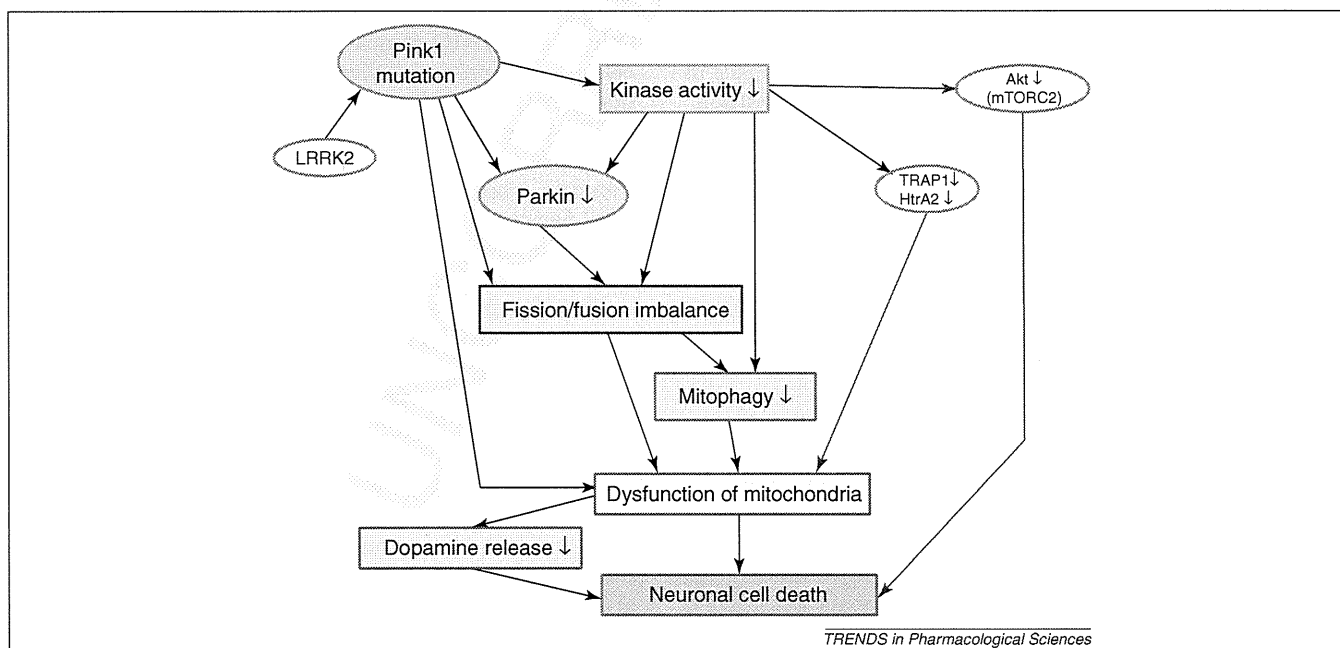 Pink1
mutation
Kinase activity ↓
Akt ↓
(mTORC2)
LRRK2
Parkin ↓
TRAP1↓
HtrA2 ↓
Fission/fusion imbalance
Mitophagy ↓
Dysfunction of mitochondria
Dopamine release ↓
Neuronal cell death
TRENDS in Pharmacological Sciences